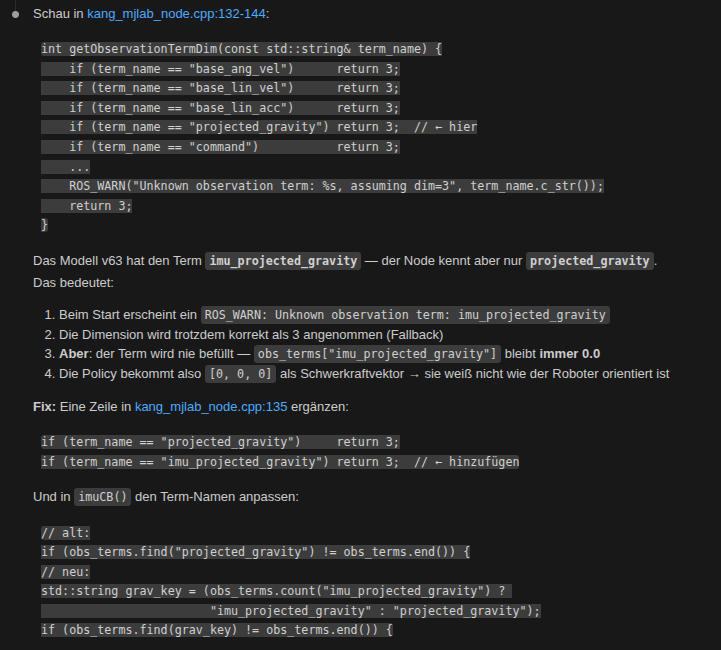 Schau in kang_mjlab_node.cpp:132-144:
int getObservationTermDim(const std::string& term_name) {
    if (term_name == "base_ang_vel")      return 3;
    if (term_name == "base_lin_vel")      return 3;
    if (term_name == "base_lin_acc")      return 3;
    if (term_name == "projected_gravity") return 3;  // ← hier
    if (term_name == "command")           return 3;
    ...
    ROS_WARN("Unknown observation term: %s, assuming dim=3", term_name.c_str());
    return 3;
}
Das Modell v63 hat den Term imu_projected_gravity — der Node kennt aber nur projected_gravity.
Das bedeutet:
1. Beim Start erscheint ein ROS_WARN: Unknown observation term: imu_projected_gravity
2. Die Dimension wird trotzdem korrekt als 3 angenommen (Fallback)
3. Aber: der Term wird nie befüllt — obs_terms["imu_projected_gravity"] bleibt immer 0.0
4. Die Policy bekommt also [0, 0, 0] als Schwerkraftvektor → sie weiß nicht wie der Roboter orientiert ist
Fix: Eine Zeile in kang_mjlab_node.cpp:135 ergänzen:
if (term_name == "projected_gravity")     return 3;
if (term_name == "imu_projected_gravity") return 3;  // ← hinzufügen
Und in imuCB() den Term-Namen anpassen:
// alt:
if (obs_terms.find("projected_gravity") != obs_terms.end()) {
// neu:
std::string grav_key = (obs_terms.count("imu_projected_gravity") ?
                       "imu_projected_gravity" : "projected_gravity");
if (obs_terms.find(grav_key) != obs_terms.end()) {